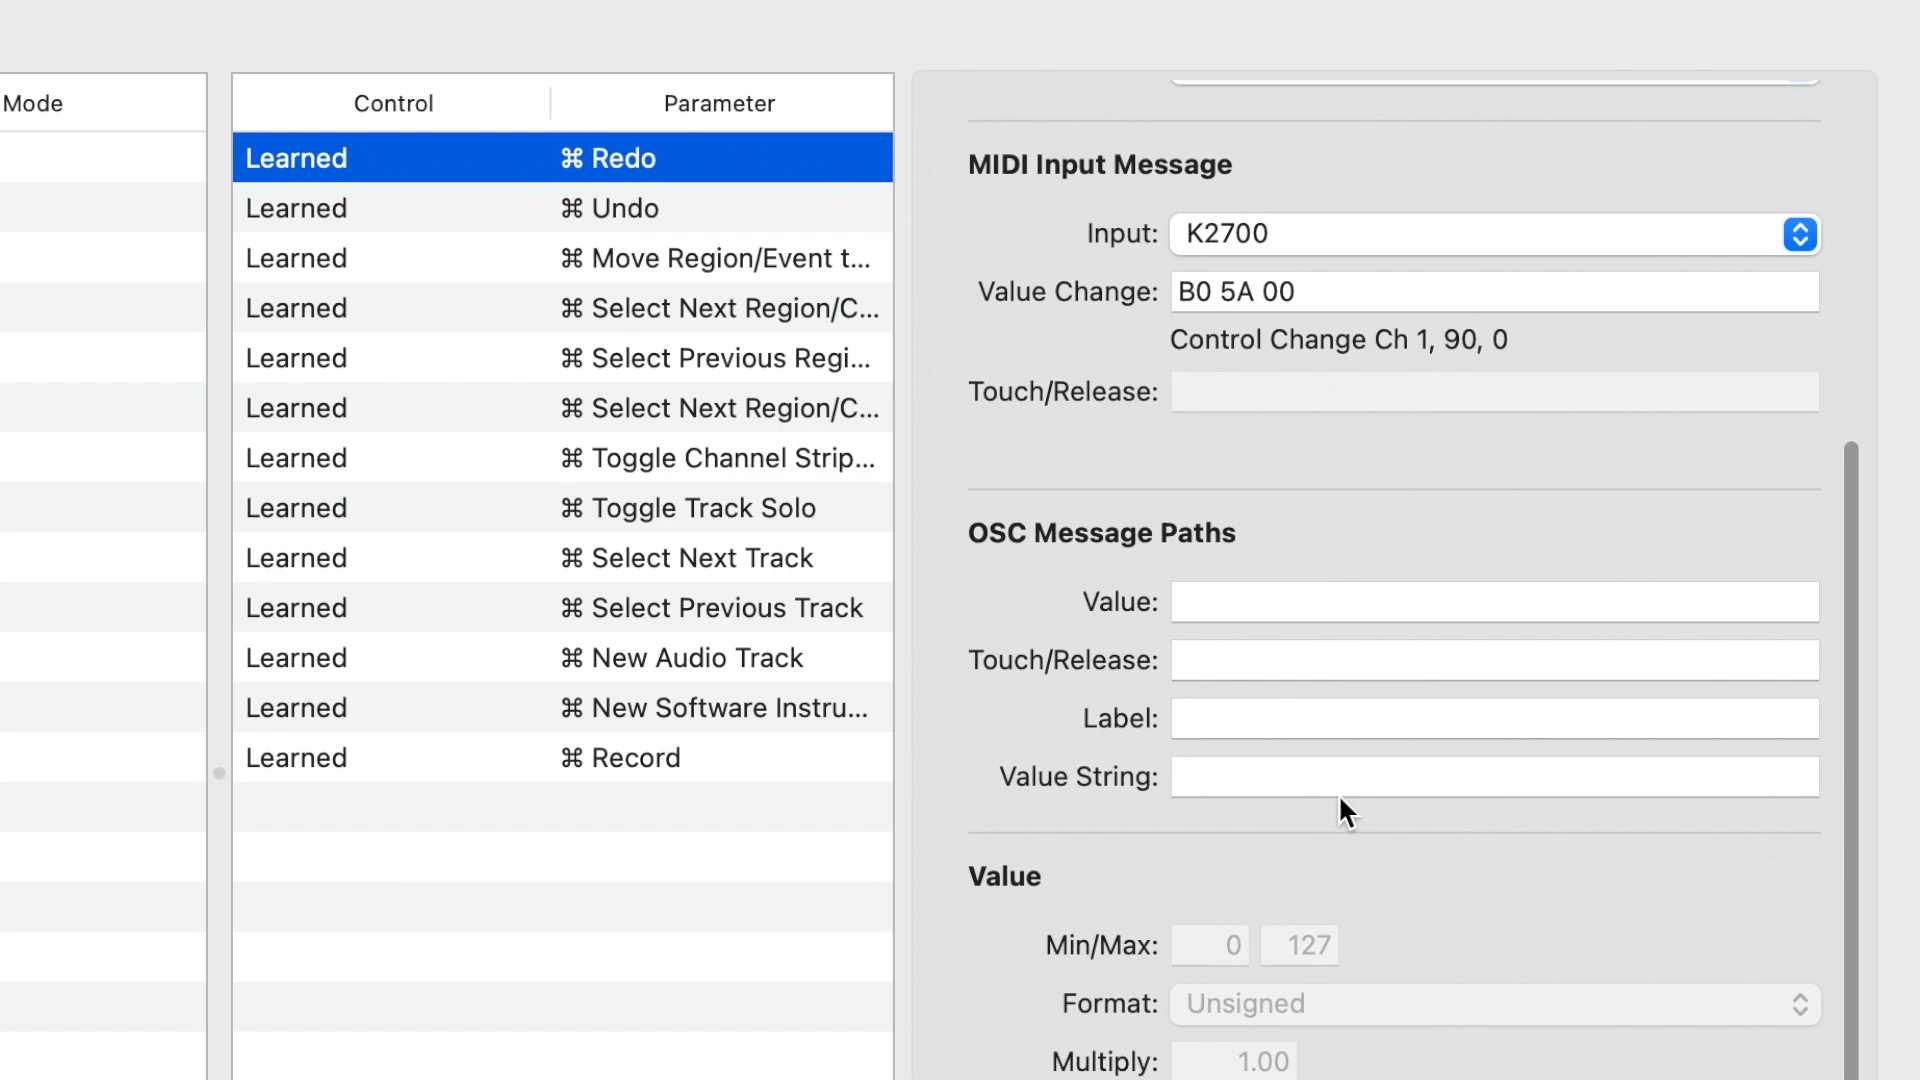 Mode
Control Parameter
Learned ⌘ Redo
Learned ⌘ Undo
Learned ⌘ Move Region/Event t...
Learned ⌘ Select Next Region/C...
Learned ⌘ Select Previous Regi...
Learned ⌘ Select Next Region/C...
Learned ⌘ Toggle Channel Strip...
Learned ⌘ Toggle Track Solo
Learned ⌘ Select Next Track
Learned ⌘ Select Previous Track
Learned ⌘ New Audio Track
Learned ⌘ New Software Instru...
Learned ⌘ Record
MIDI Input Message
Input: K2700
Value Change: B0 5A 00
Control Change Ch 1, 90, 0
Touch/Release:
OSC Message Paths
Value:
Touch/Release:
Label:
Value String:
Value
Min/Max: 0 127
Format: Unsigned
Multiply: 1.00